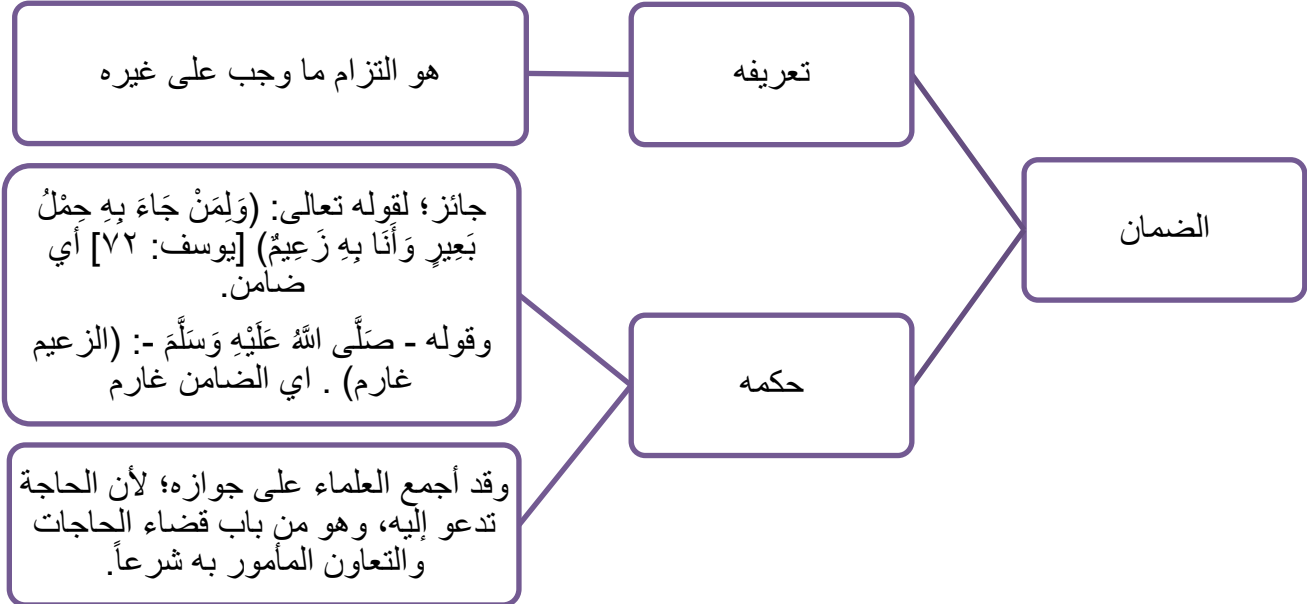 الضمان
تعريفه
هو التزام ما وجب على غيره
حكمه
جائز؛ لقوله تعالى: (وَلِمَنْ جَاءَ بِهِ حِمْلُ
بَعِيرٍ وَأَنَا بِهِ زَعِيمٌ) [يوسف: ٧٢] أي
ضامن.
وقوله - صَلَّى اللَّهُ عَلَيْهِ وَسَلَّمَ -: (الزعيم
غارم) . اي الضامن غارم
وقد أجمع العلماء على جوازه؛ لأن الحاجة
تدعو إليه، وهو من باب قضاء الحاجات
والتعاون المأمور به شرعاً.